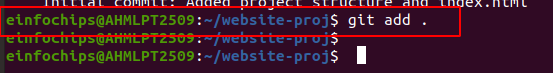 Initial commit: Added project structure and index.html
einfochips@AHMLPT2509:~/website-proj$ git add .
einfochips@AHMLPT2509:~/website-proj$
einfochips@AHMLPT2509:~/website-proj$